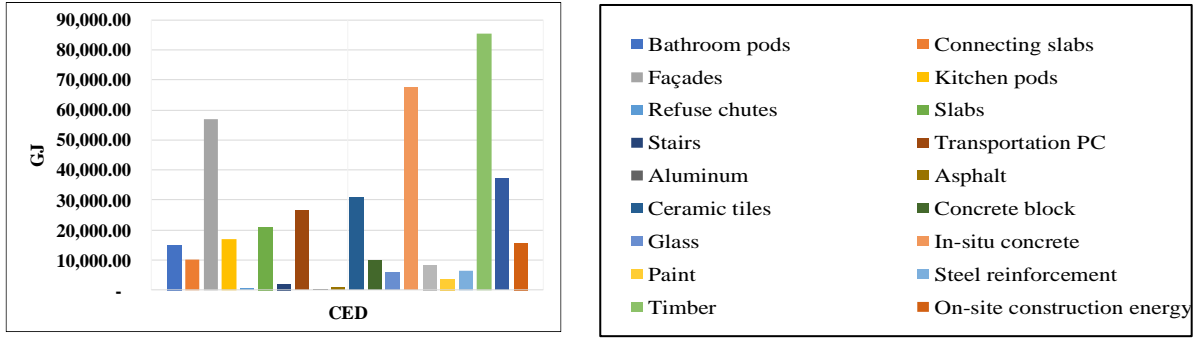 90,000.00
80,000.00
70,000.00
60,000.00
50,000.00
40,000.00
30,000.00
20,000.00
10,000.00
-
GJ
CED
Bathroom pods Connecting slabs
Façades Kitchen pods
Refuse chutes Slabs
Stairs Transportation PC
Aluminum Asphalt
Ceramic tiles Concrete block
Glass In-situ concrete
Paint Steel reinforcement
Timber On-site construction energy